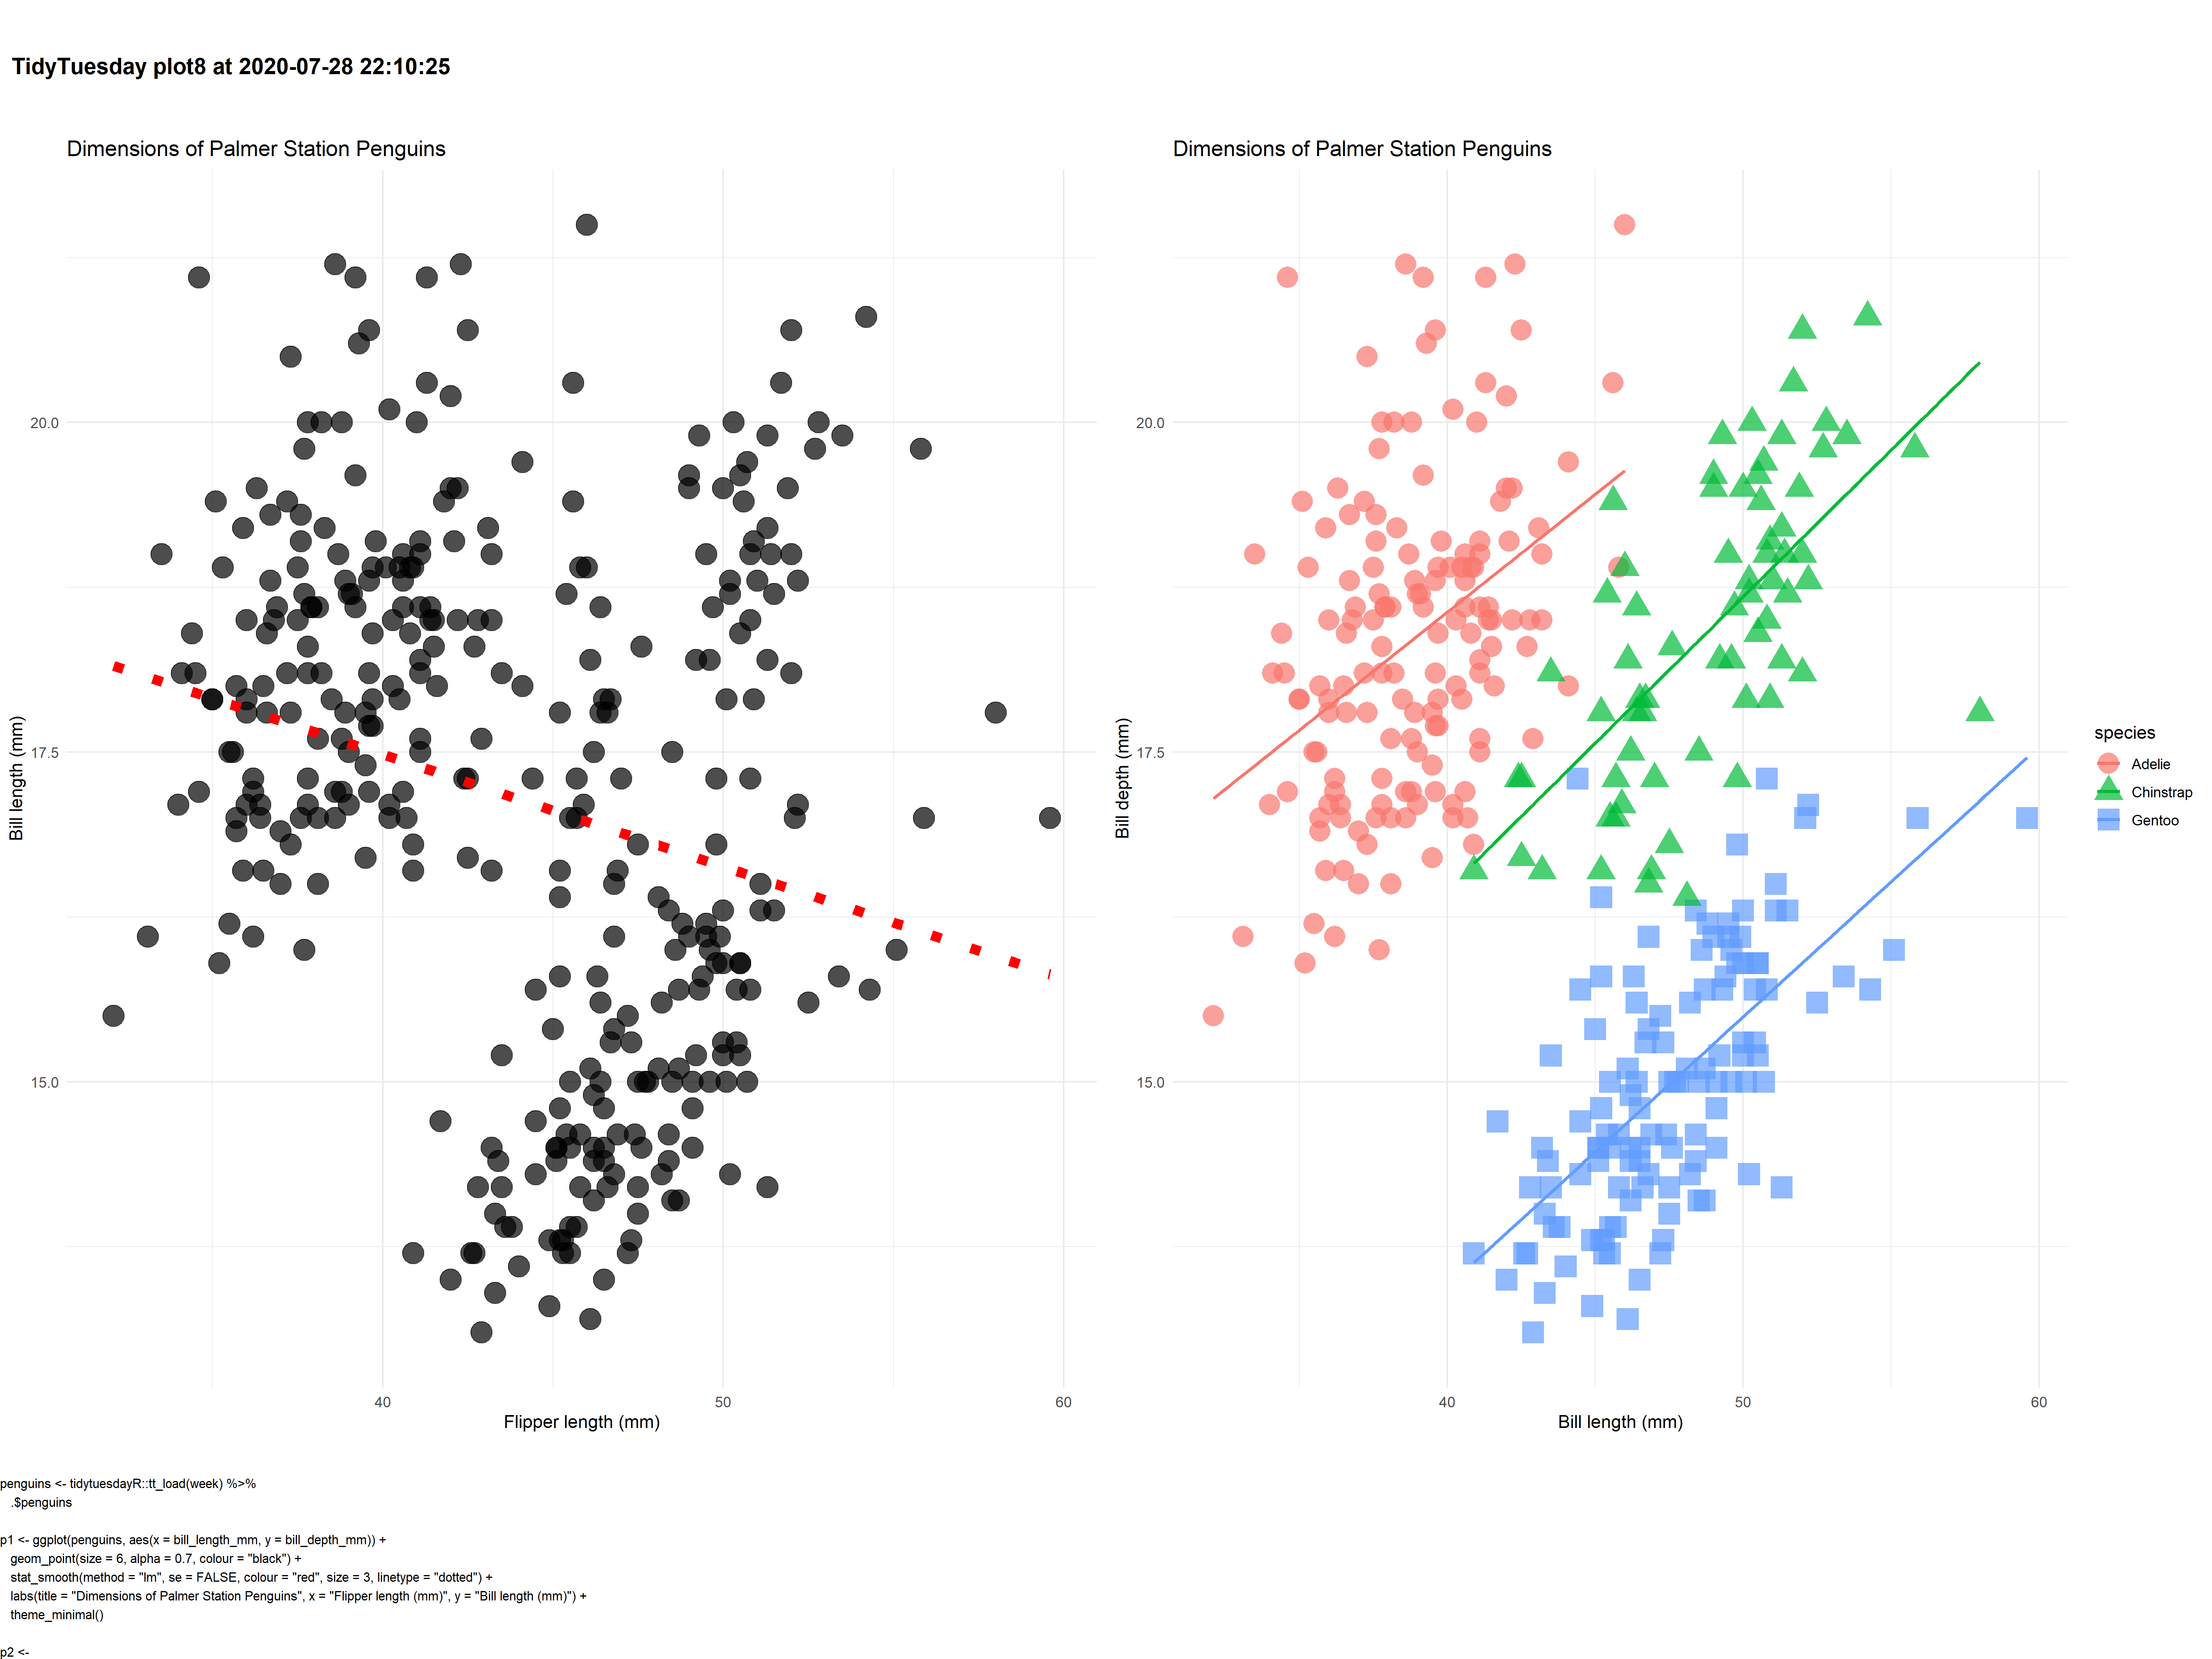 TidyTuesday plot8 at 2020-07-28 22:10:25
Dimensions of Palmer Station Penguins
20.0
17.5
15.0
Bill length (mm)
40
50
60
Flipper length (mm)
Dimensions of Palmer Station Penguins
20.0
17.5
15.0
Bill depth (mm)
40
50
60
Bill length (mm)
species
Adelie
Chinstrap
Gentoo
penguins <- tidytuesdayR::tt_load(week) %>%
.$penguins
p1 <- ggplot(penguins, aes(x = bill_length_mm, y = bill_depth_mm)) +
geom_point(size = 6, alpha = 0.7, colour = "black") +
stat_smooth(method = "lm", se = FALSE, colour = "red", size = 3, linetype = "dotted") +
labs(title = "Dimensions of Palmer Station Penguins", x = "Flipper length (mm)", y = "Bill length (mm)") +
theme_minimal()
p2 <-